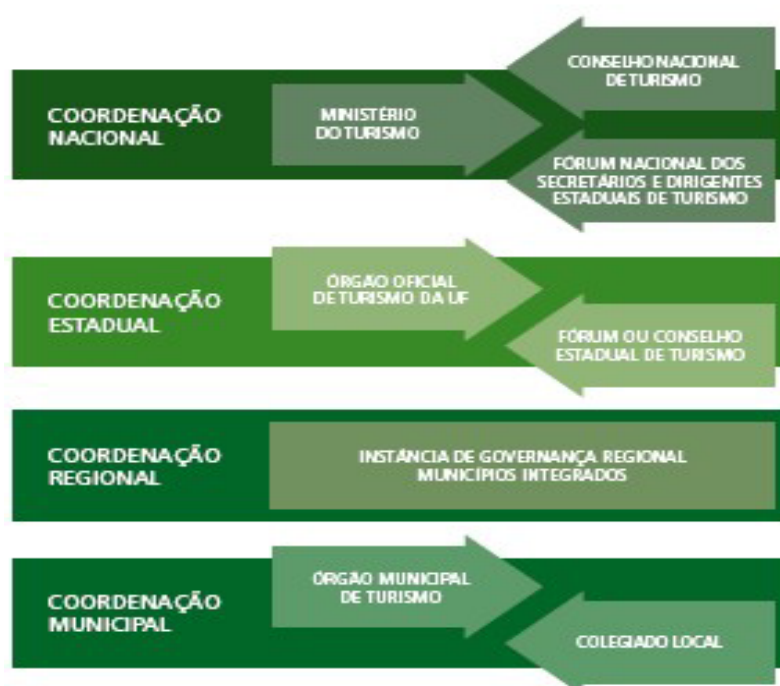 COORDENAÇÃO
NACIONAL
MINISTÉRIO
DO TURISMO
CONSELHO NACIONAL
DE TURISMO
FÓRUM NACIONAL DOS
SECRETÁRIOS E DIRIGENTES
ESTADUAIS DE TURISMO
COORDENAÇÃO
ESTADUAL
ÓRGÃO OFICIAL
DE TURISMO DA UF
FÓRUM OU CONSELHO
ESTADUAL DE TURISMO
COORDENAÇÃO
REGIONAL
INSTÂNCIA DE GOVERNANÇA REGIONAL
MUNICÍPIOS INTEGRADOS
COORDENAÇÃO
MUNICIPAL
ÓRGÃO MUNICIPAL
DE TURISMO
COLEGIADO LOCAL